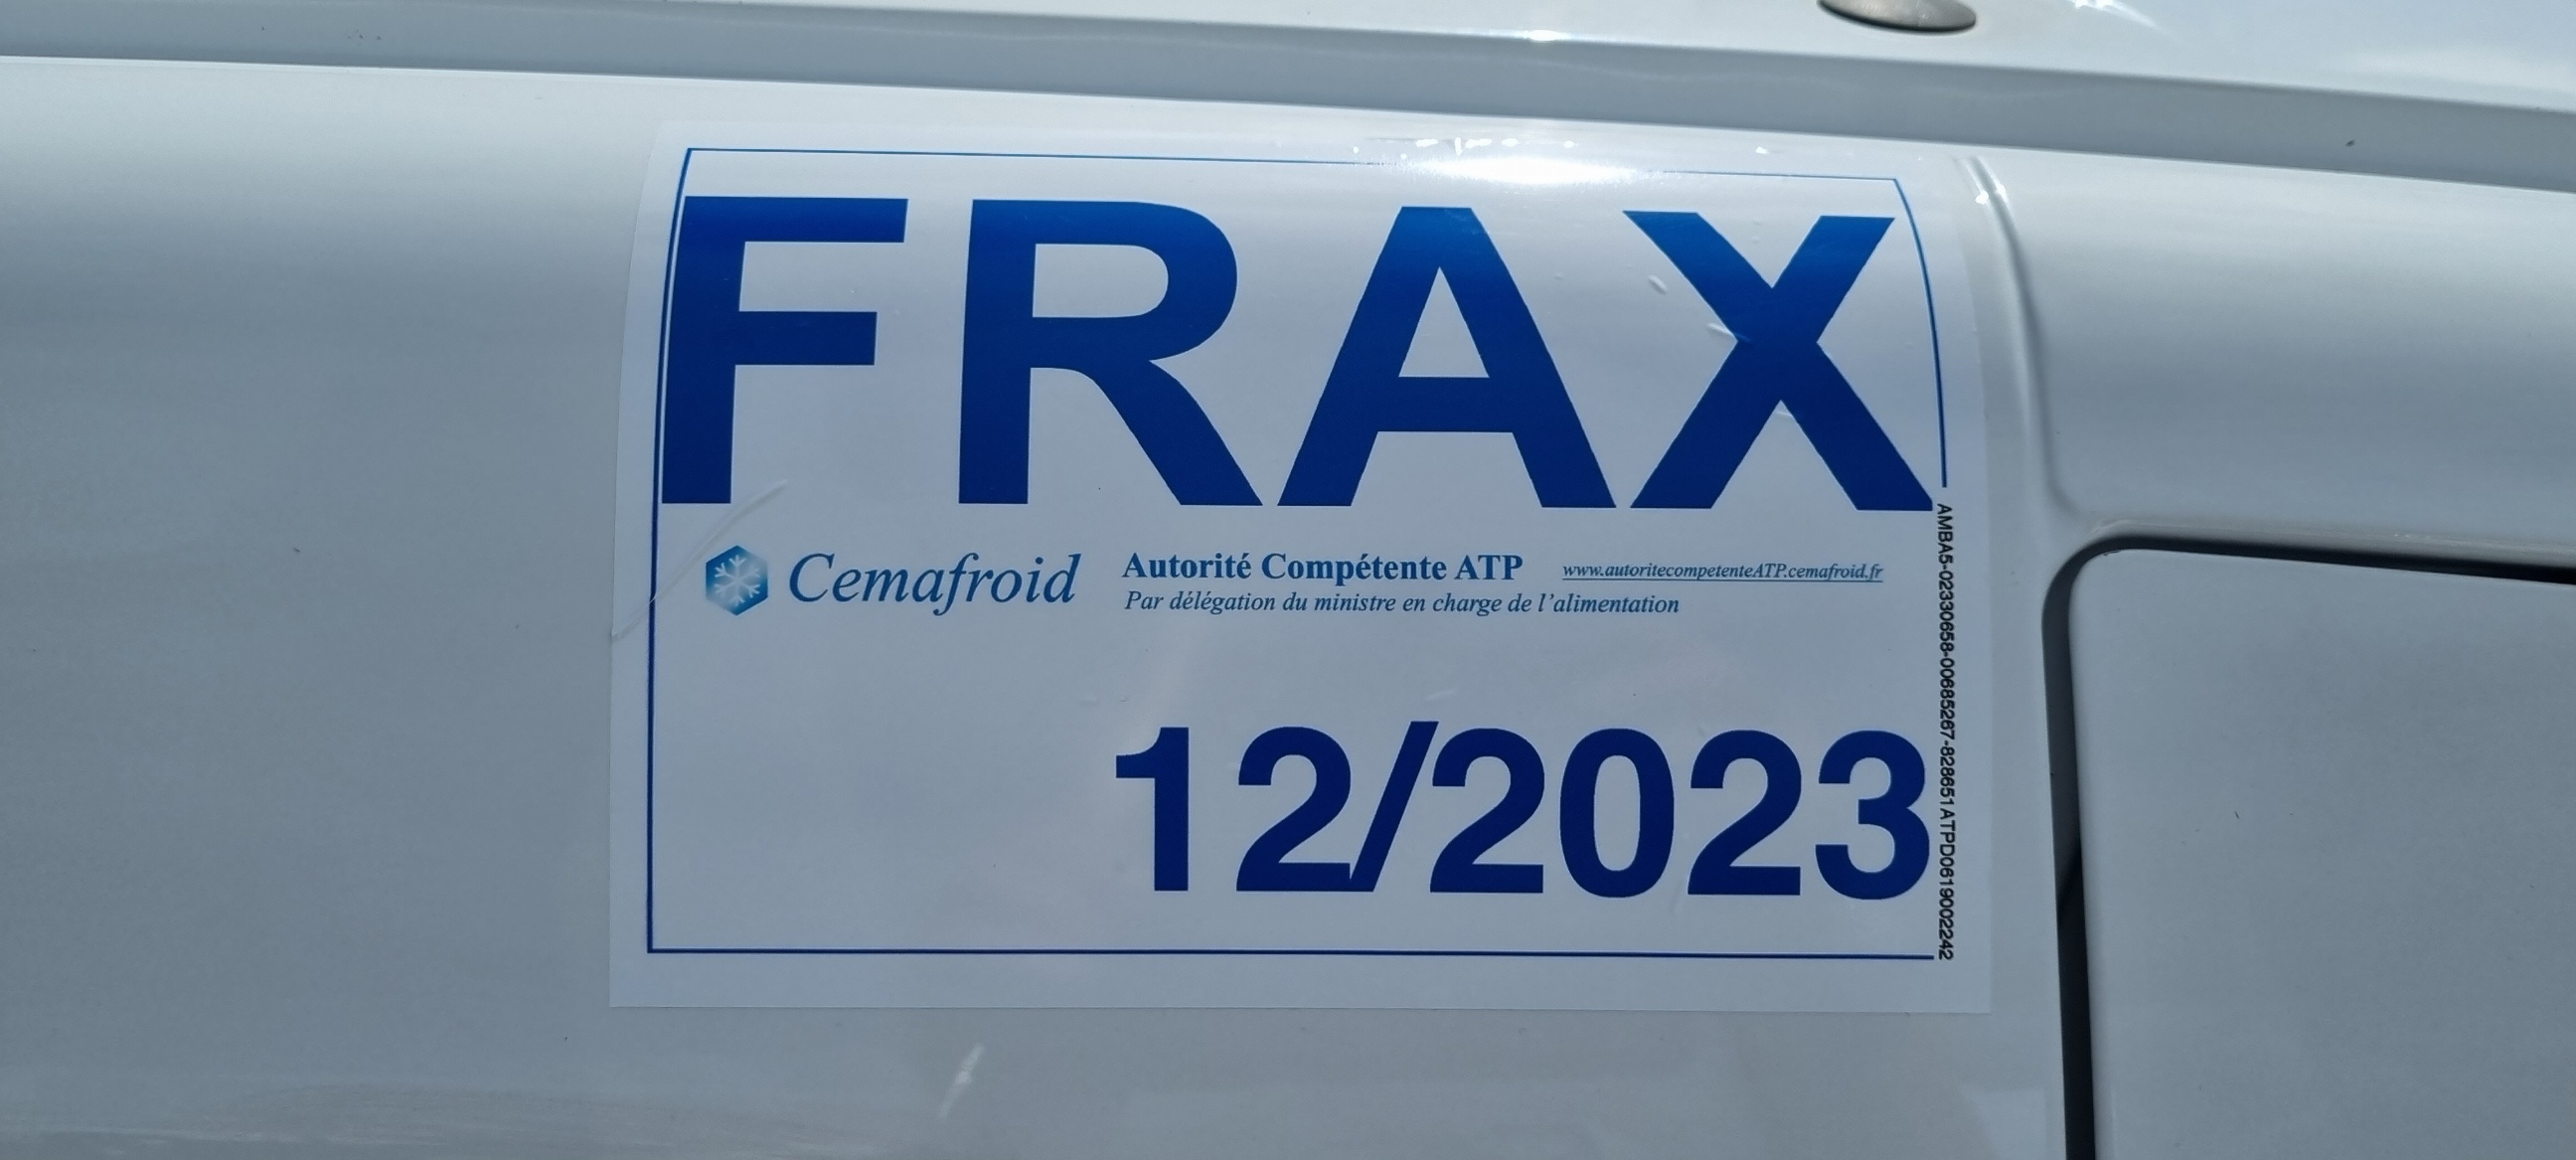 FRAX
Cemafroid
Autorité Compétente ATP
www.autoritecompetenteATP.cemafroid.fr
Par délégation du ministre en charge de l'alimentation
12/2023
AMBA5-02330658-00685267-828651ATPD0619002242